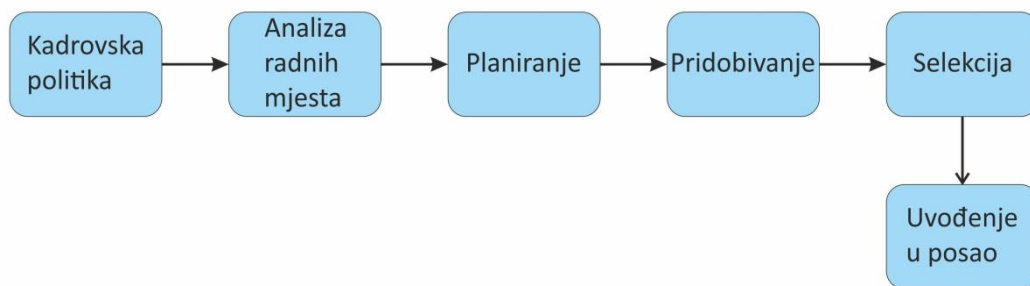 Kadrovska
politika
Analiza
radnih
mjesta
Planiranje
Pridobivanje
Selekcija
Uvođenje
u posao